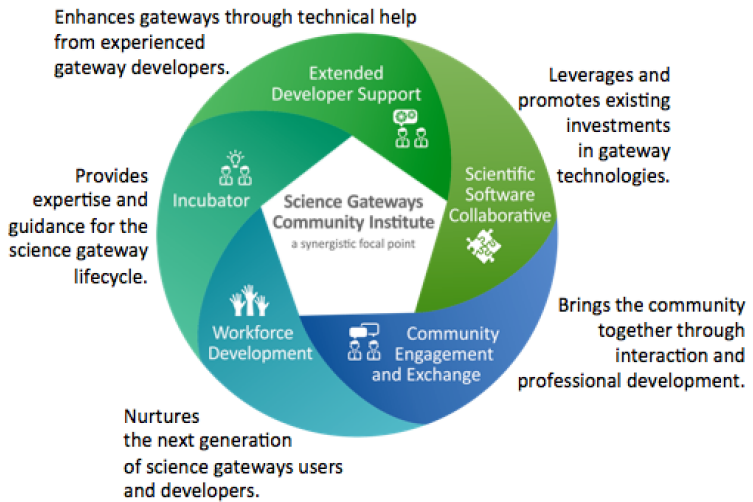 Enhances gateways through technical help
from experienced
gateway developers.
Extended
Developer Support
Leverages and
promotes existing
investments
in gateway
technologies.
Provides
expertise and
guidance for the
science gateway
lifecycle.
Incubator
Science Gateways
Community Institute
a synergistic focal point
Scientific
Software
Collaborative
Workforce
Development
Community
Engagement
and Exchange
Brings the community
together through
interaction and
professional development.
Nurtures
the next generation
of science gateways users
and developers.